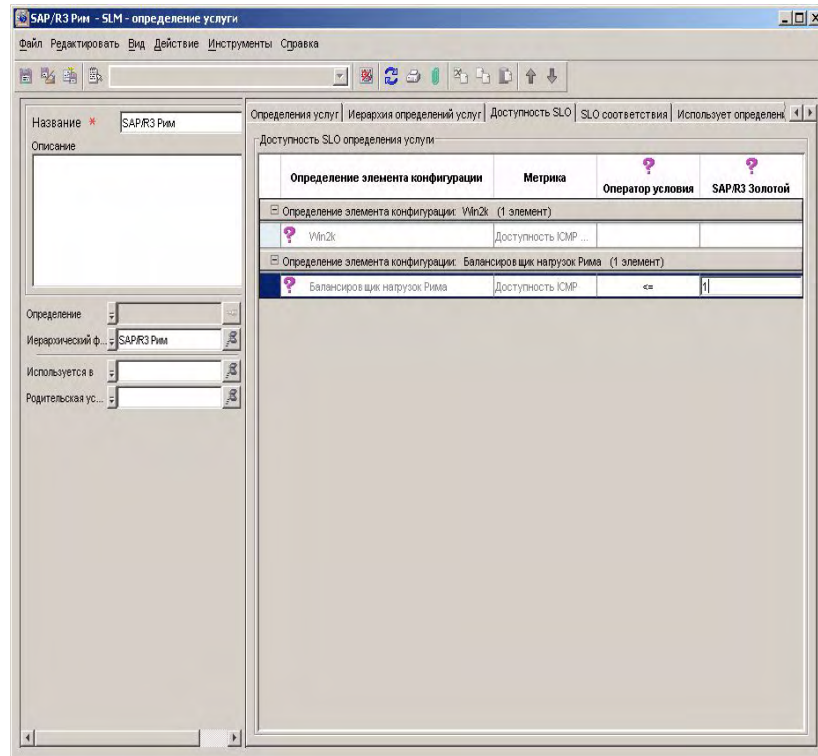 SAP/R3 Рим - SLM - определение услуги
Файл Редактировать Вид Действие Инструменты Справка
Название * SAP/R3 Рим
Описание
Определение
Иерархический ф... SAP/R3 Рим
Используется в
Родительская ус...
Определения услуг Иерархия определений услуг Доступность SLO SLO соответствия Использует определени
Доступность SLO определения услуги
Определение элемента конфигурации Метрика ? Оператор условия ? SAP/R3 Золотой
Определение элемента конфигурации: Win2k (1 элемент)
? Win2k Доступность ICMP ...
Определение элемента конфигурации: Балансировщик нагрузок Рима (1 элемент)
? Балансировщик нагрузок Рима Доступность ICMP <= 1